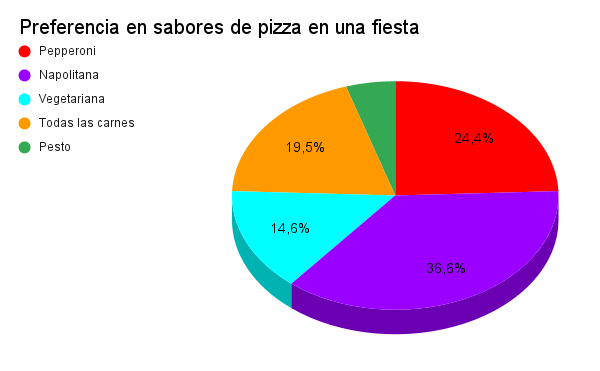 Preferencia en sabores de pizza en una fiesta
Pepperoni
Napolitana
Vegetariana
Todas las carnes
Pesto
24,4%
19,5%
14,6%
36,6%